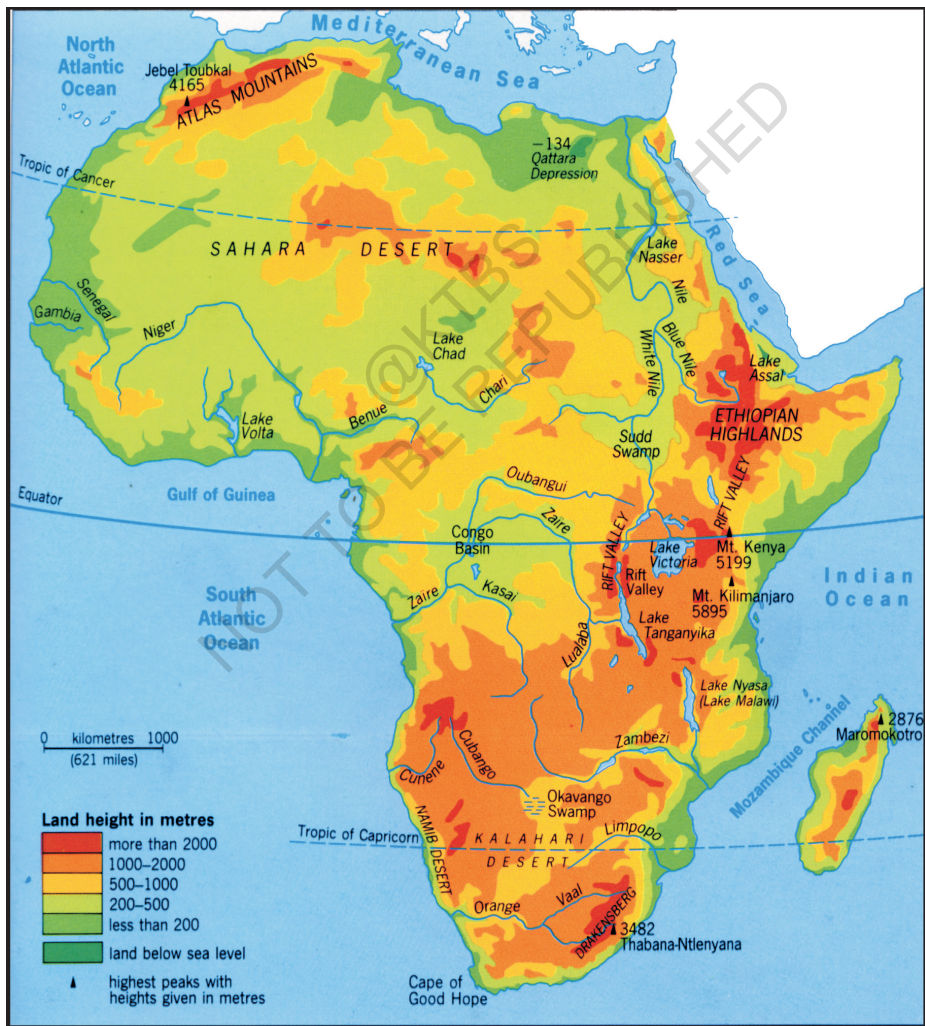 Mediterranean Sea
North
Atlantic
Ocean
Jebel Toubkal
4165
ATLAS MOUNTAINS
−134
Qattara
Depression
Tropic of Cancer
SAHARA DESERT
Lake
Nasser
Red Sea
Nile
Senegal
Gambia
Niger
Lake
Chad
Chari
White Nile
Blue Nile
Lake
Assal
ETHIOPIAN
HIGHLANDS
Benue
Lake
Volta
Sudd
Swamp
RIFT VALLEY
Oubangui
Equator
Gulf of Guinea
Zaire
Congo
Basin
RIFT VALLEY
Lake
Victoria
Mt. Kenya
5199
Rift
Valley
Mt. Kilimanjaro
5895
Indian
Ocean
Zaire
Kasai
South
Atlantic
Ocean
Lualaba
Lake
Tanganyika
Lake Nyasa
(Lake Malawi)
Mozambique Channel
2876
Maromokotro
0 kilometres 1000
(621 miles)
Cunene
Cubango
Zambezi
Okavango
Swamp
Land height in metres
more than 2000
1000–2000
500–1000
200–500
less than 200
land below sea level
highest peaks with
heights given in metres
Tropic of Capricorn
NAMIB DESERT
KALAHARI
DESERT
Limpopo
Orange
Vaal
DRAKENSBERG
3482
Thabana-Ntlenyana
Cape of
Good Hope
@KTBS
NOT TO BE REPUBLISHED